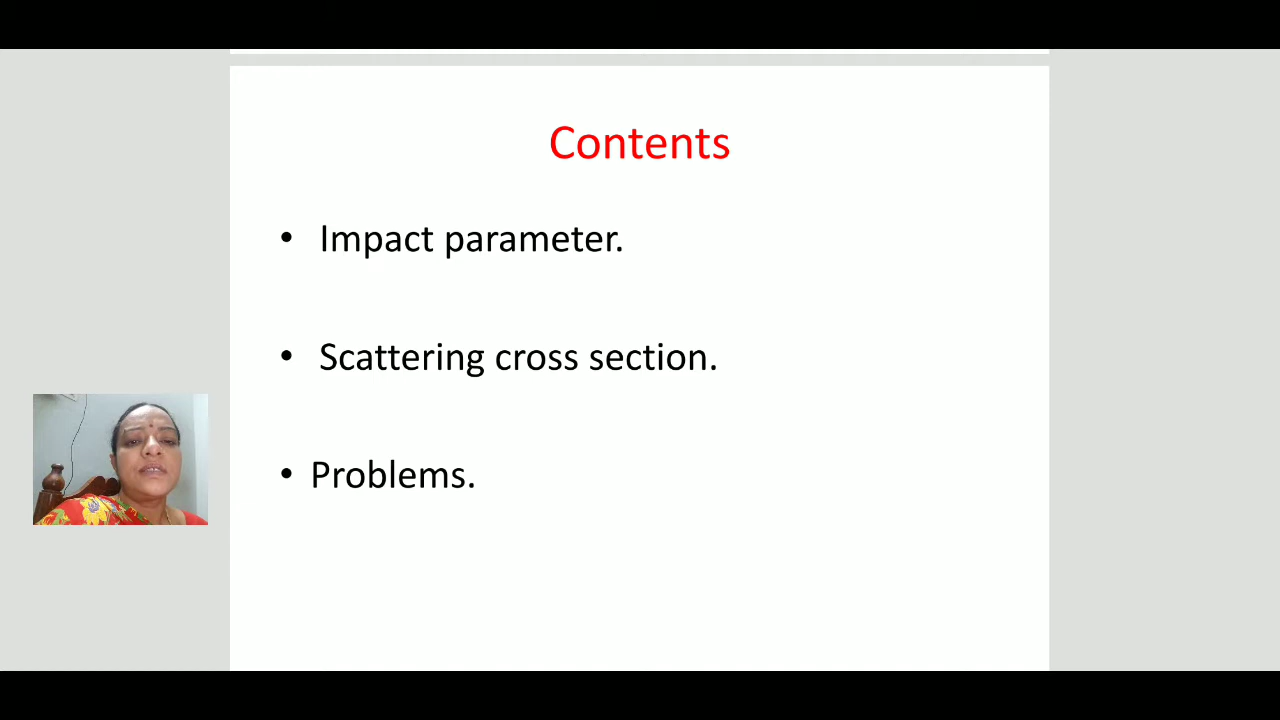 Contents
• Impact parameter.
• Scattering cross section.
• Problems.